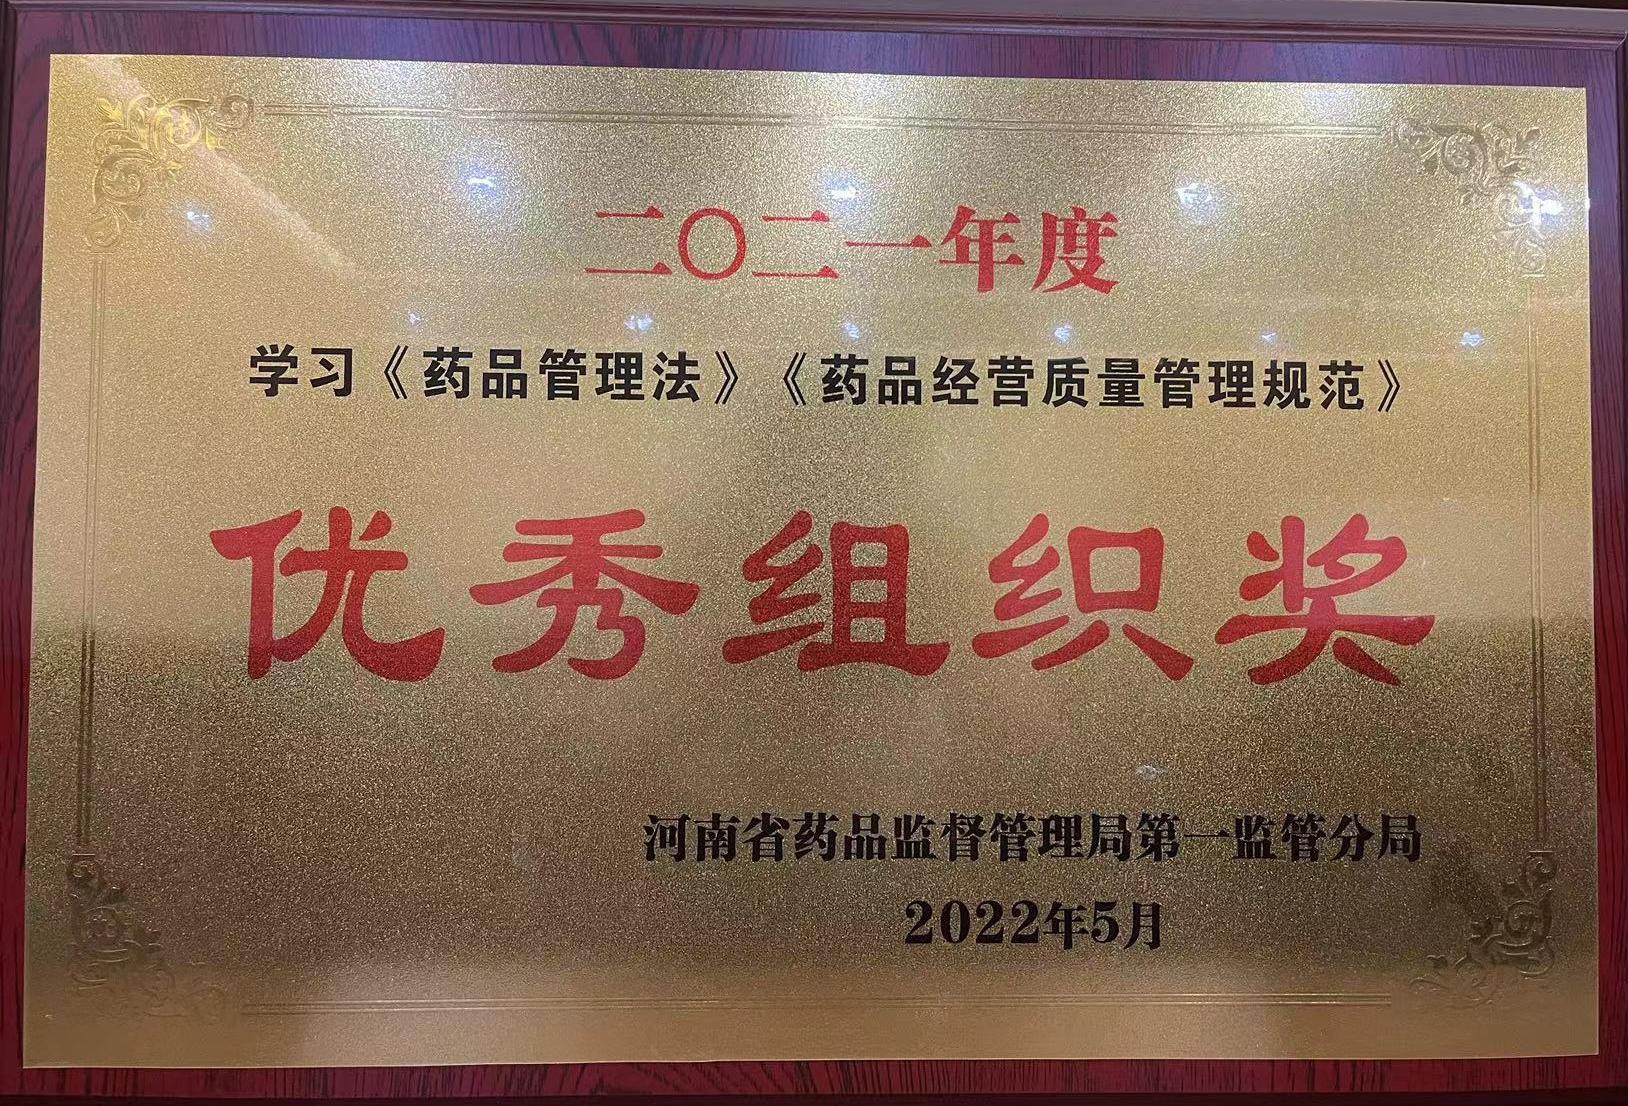 二〇二一年度
学习《药品管理法》《药品经营质量管理规范》
优秀组织奖
河南省药品监督管理局第一监管分局
2022年5月